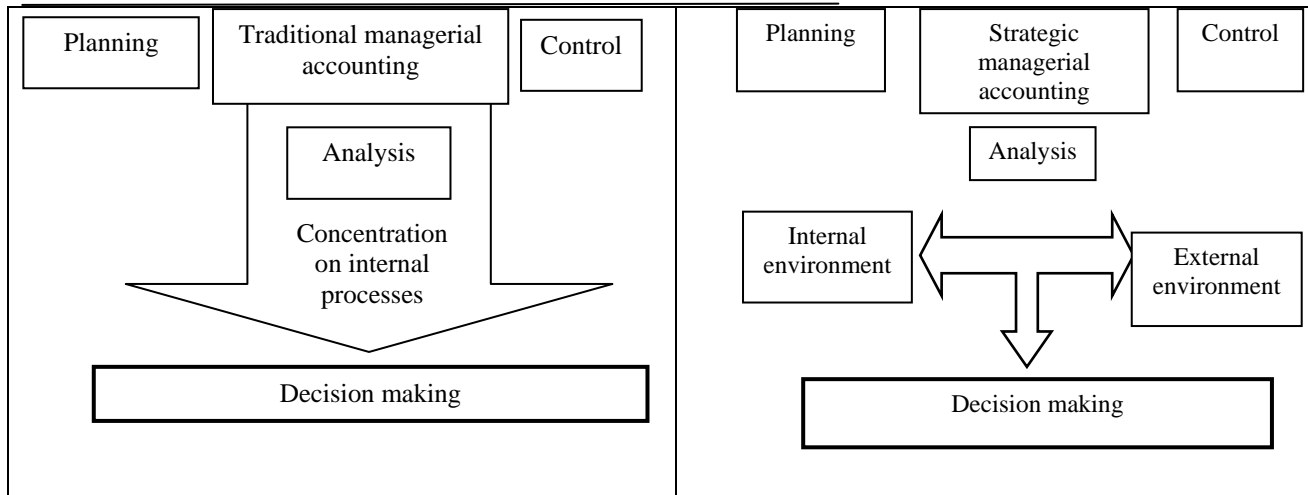 Planning
Traditional managerial
accounting
Control
Analysis
Concentration
on internal
processes
Decision making
Planning
Strategic
managerial
accounting
Control
Analysis
Internal
environment
External
environment
Decision making